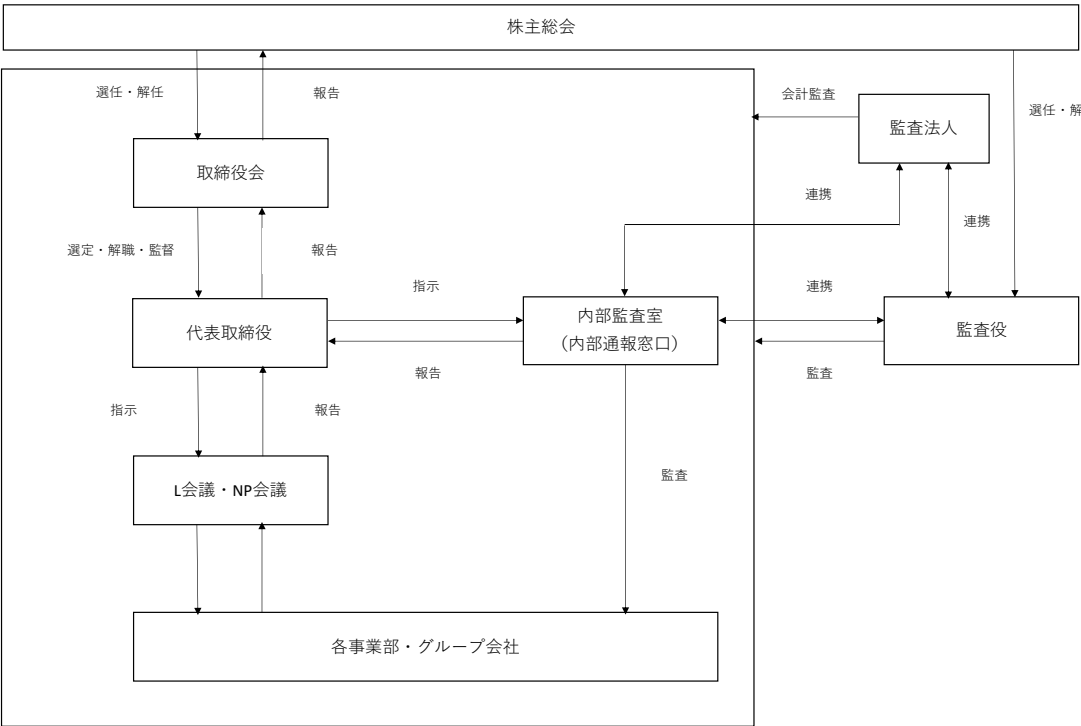 株主総会
選任・解任
報告
会計監査
監査法人
選任・解
取締役会
連携
連携
選定・解職・監督
報告
指示
連携
代表取締役
内部監査室
（内部通報窓口）
監査役
報告
監査
指示
報告
監査
L会議・NP会議
各事業部・グループ会社